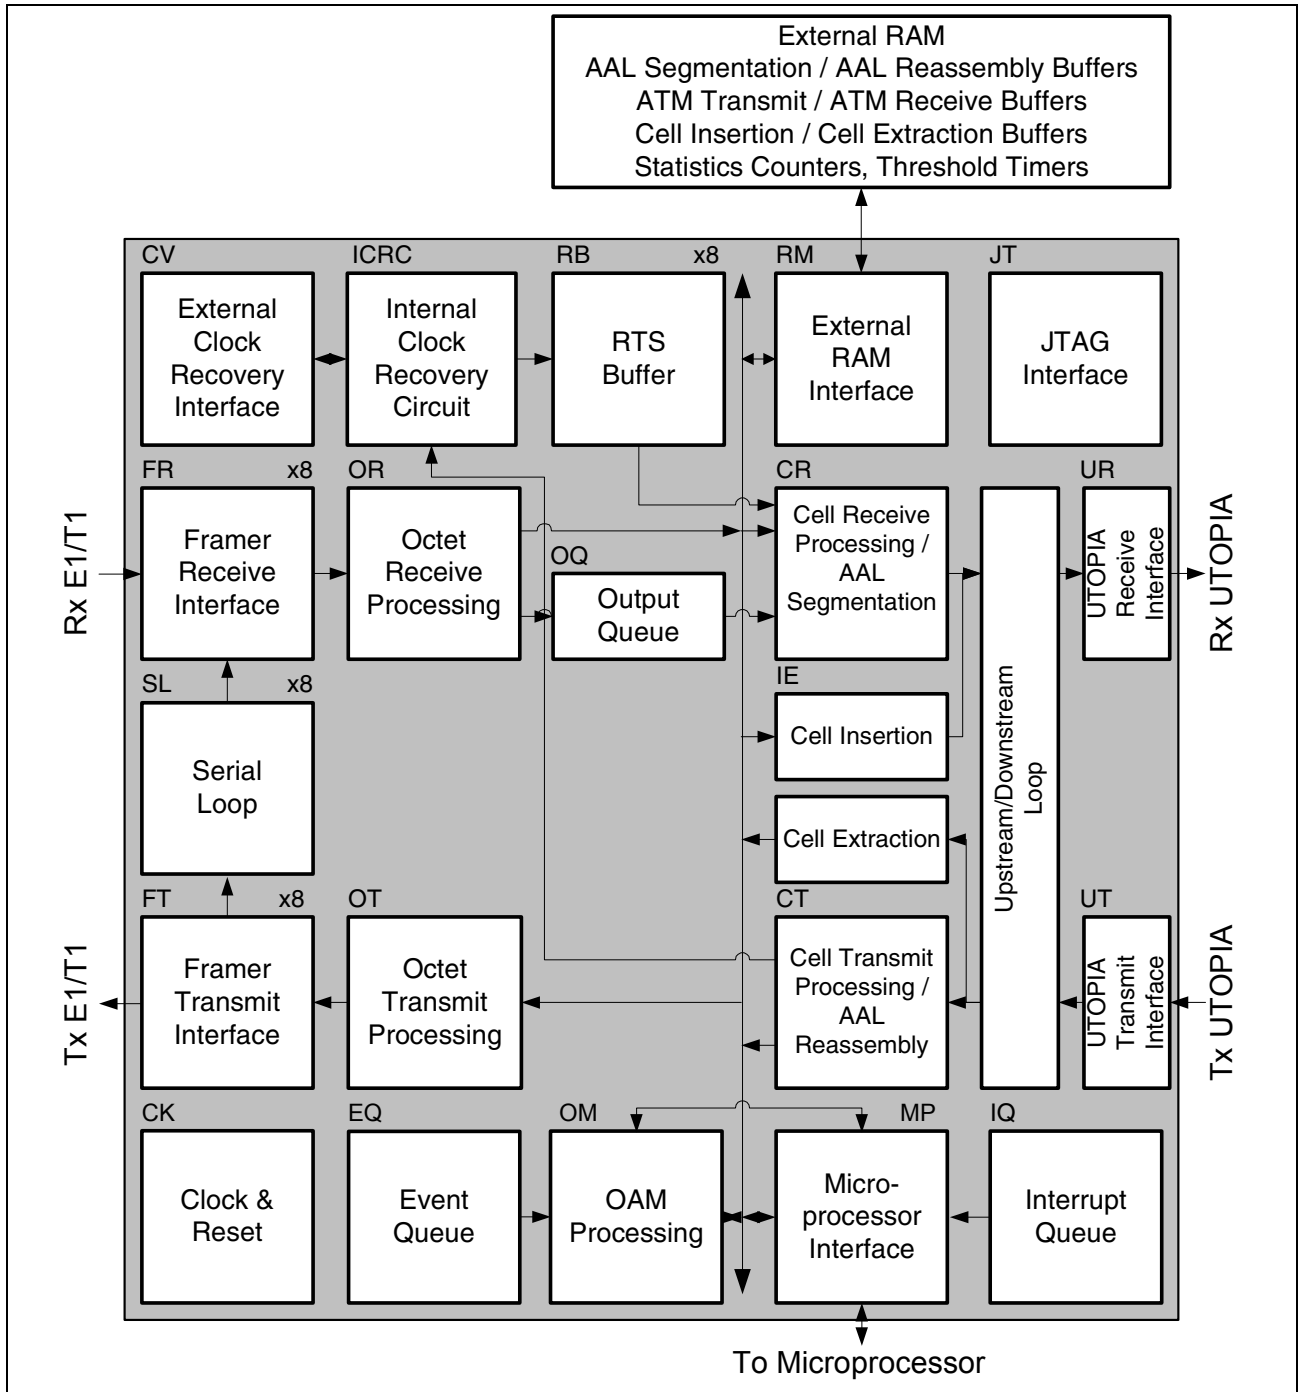 External RAM
AAL Segmentation / AAL Reassembly Buffers
ATM Transmit / ATM Receive Buffers
Cell Insertion / Cell Extraction Buffers
Statistics Counters, Threshold Timers
CV
ICRC
RB
x8
RM
JT
External
Clock
Recovery
Interface
Internal
Clock
Recovery
Circuit
RTS
Buffer
External
RAM
Interface
JTAG
Interface
FR
x8
OR
CR
UR
Rx E1/T1
Framer
Receive
Interface
Octet
Receive
Processing
OQ
Output
Queue
Cell Receive
Processing /
AAL
Segmentation
UTOPIA
Receive
Interface
Rx UTOPIA
SL
x8
IE
Serial
Loop
Cell Insertion
Cell Extraction
Upstream/Downstream
Loop
FT
x8
OT
CT
UT
Tx E1/T1
Framer
Transmit
Interface
Octet
Transmit
Processing
Cell Transmit
Processing /
AAL
Reassembly
UTOPIA
Transmit
Interface
Tx UTOPIA
CK
EQ
OM
MP
IQ
Clock &
Reset
Event
Queue
OAM
Processing
Micro-
processor
Interface
Interrupt
Queue
To Microprocessor